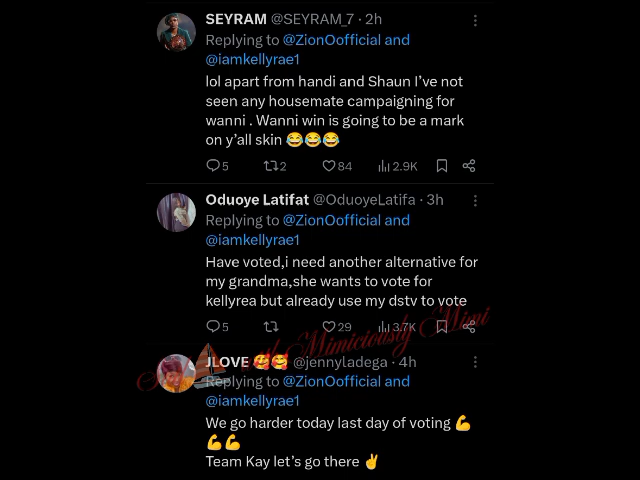 SEYRAM @SEYRAM_7 · 2h
Replying to @ZionOofficial and
@iamkellyrae1
lol apart from handi and Shaun I've not
seen any housemate campaigning for
wanni . Wanni win is going to be a mark
on y'all skin 😂😂😂
5 2 84 2.9K
Oduoye Latifat @OduoyeLatifa · 3h
Replying to @ZionOofficial and
@iamkellyrae1
Have voted,i need another alternative for
my grandma,she wants to vote for
kellyrea but already use my dstv to vote
5 29 3.7K
Mimiciously Mimi
JLOVE 🥰🥰 @jennyladega · 4h
Replying to @ZionOofficial and
@iamkellyrae1
We go harder today last day of voting 💪
💪💪
Team Kay let's go there ✌️